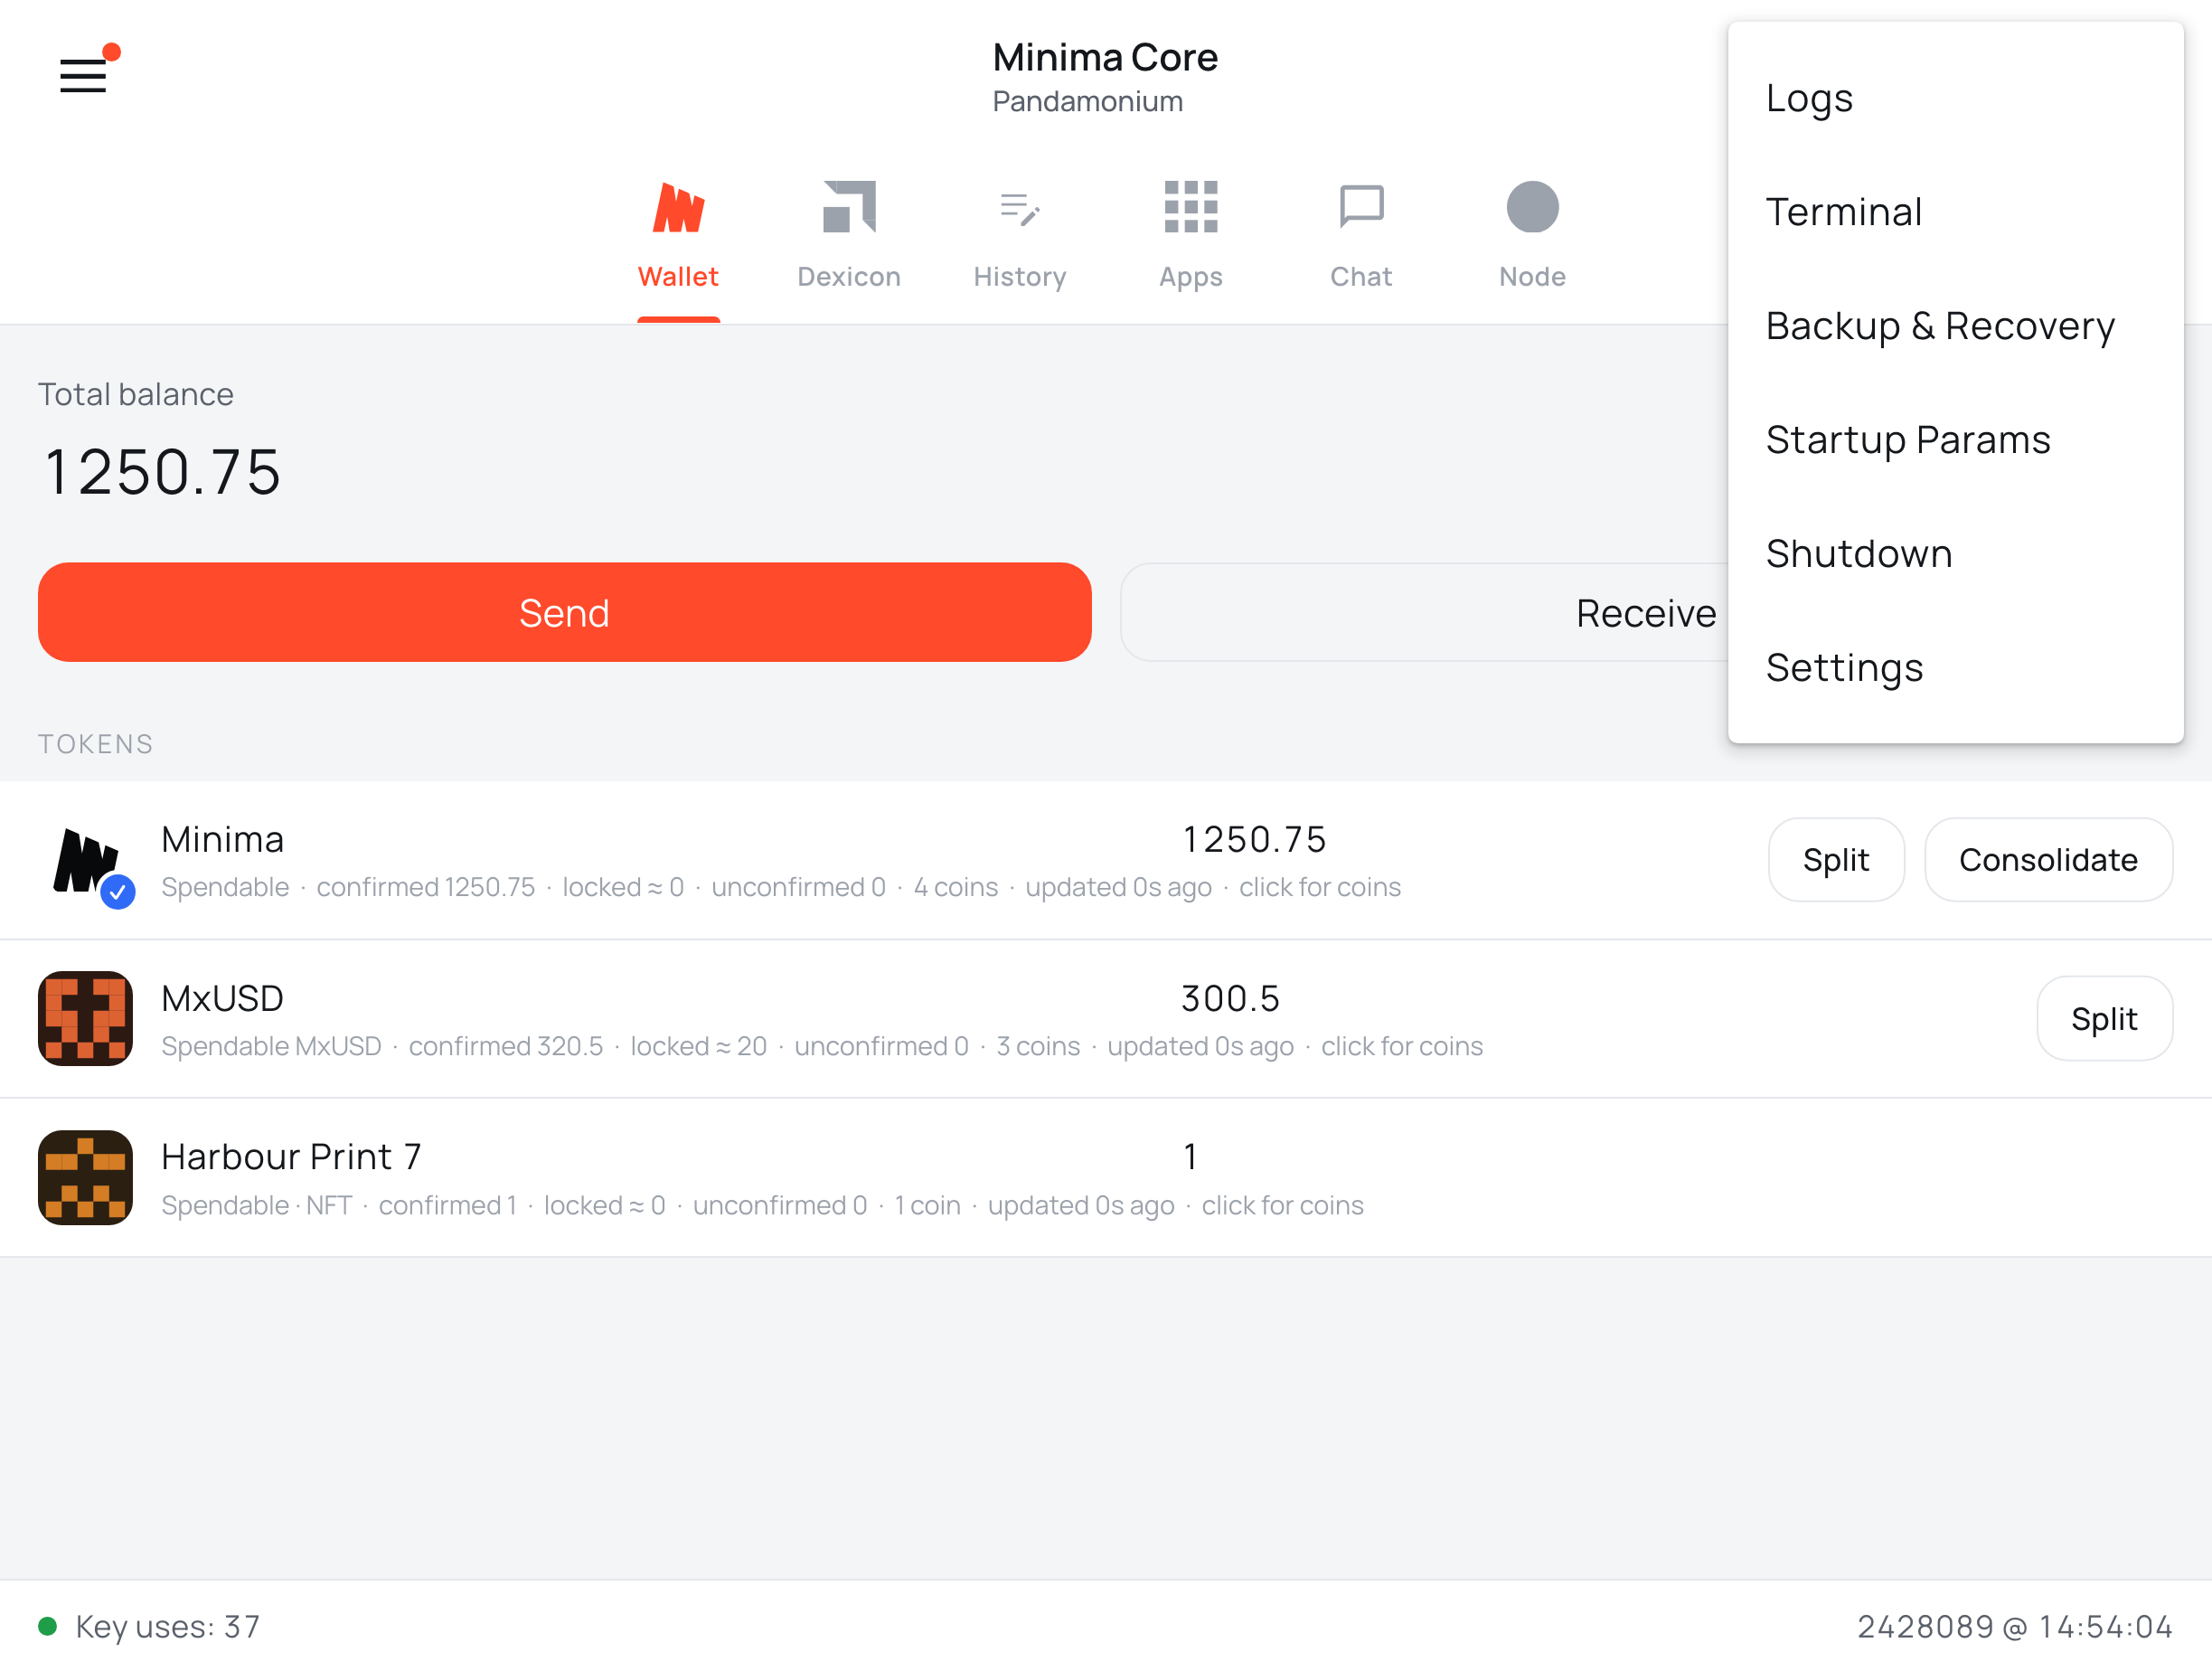 Minima Core
Pandamonium
Logs
Terminal
Backup & Recovery
Startup Params
Shutdown
Settings
Wallet
Dexicon
History
Apps
Chat
Node
Total balance
1250.75
Send
Receive
TOKENS
Minima
1250.75
Spendable · confirmed 1250.75 · locked ≈ 0 · unconfirmed 0 · 4 coins · updated 0s ago · click for coins
Split
Consolidate
MxUSD
300.5
Spendable MxUSD · confirmed 320.5 · locked ≈ 20 · unconfirmed 0 · 3 coins · updated 0s ago · click for coins
Split
Harbour Print 7
1
Spendable · NFT · confirmed 1 · locked ≈ 0 · unconfirmed 0 · 1 coin · updated 0s ago · click for coins
Key uses: 37
2428089 @ 14:54:04